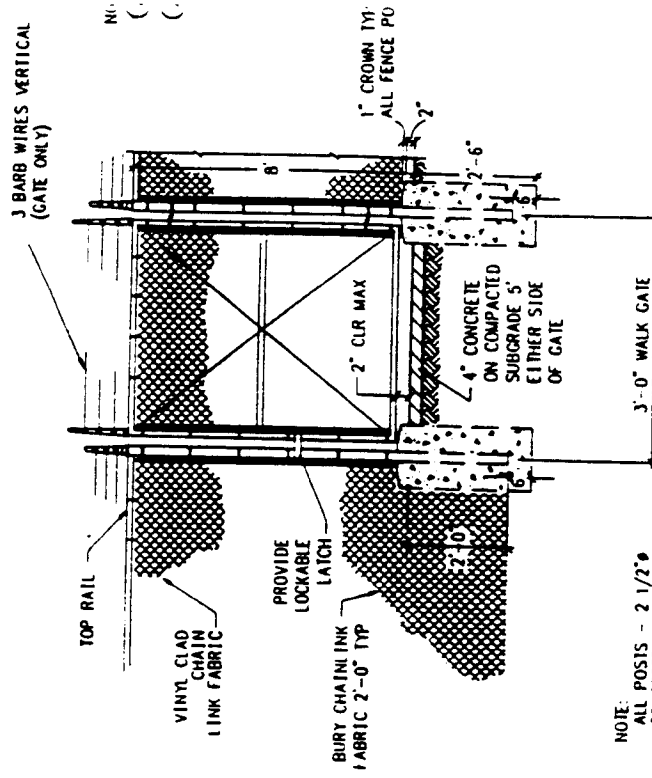 3 BARB WIRES VERTICAL
(GATE ONLY)
TOP RAIL
VINYL CLAD
CHAIN
LINK FABRIC
PROVIDE
LOCKABLE
LATCH
BURY CHAINLINK
FABRIC 2'-0" TYP
2" CLR MAX
4" CONCRETE
ON COMPACTED
SUBGRADE 5'
EITHER SIDE
OF GATE
3'-0" WALK GATE
2'-0"
6"
8'
1" CROWN TYP
ALL FENCE PO
2"
2'-6"
6"
NOTE:
ALL POSTS - 2 1/2"ø